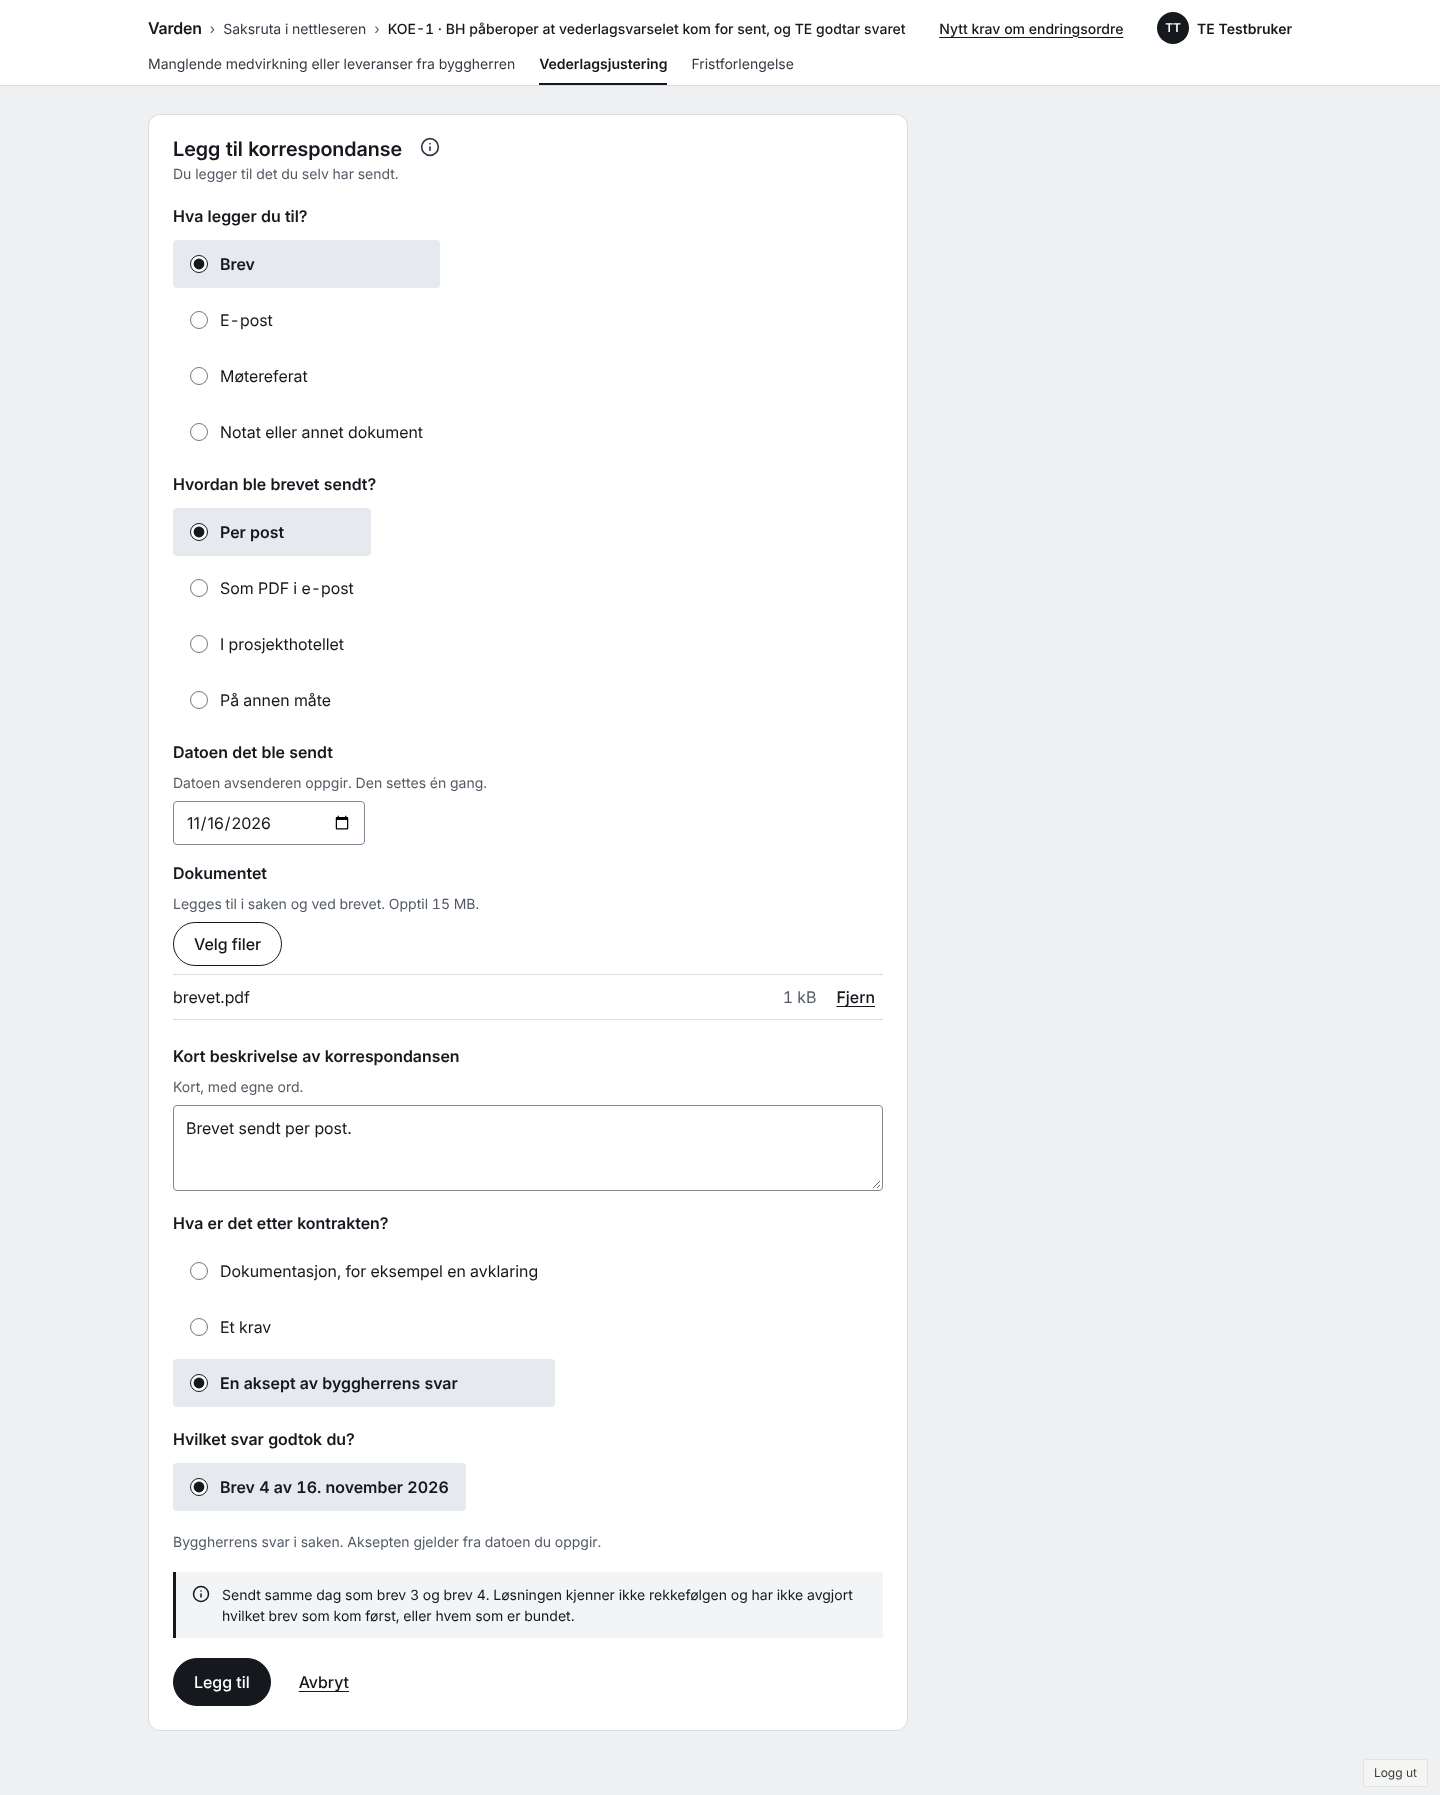 Varden › Saksruta i nettleseren › KOE-1 · BH påberoper at vederlagsvarselet kom for sent, og TE godtar svaret
Nytt krav om endringsordre
TT TE Testbruker
Manglende medvirkning eller leveranser fra byggherren
Vederlagsjustering
Fristforlengelse
Legg til korrespondanse
Du legger til det du selv har sendt.
Hva legger du til?
Brev
E-post
Møtereferat
Notat eller annet dokument
Hvordan ble brevet sendt?
Per post
Som PDF i e-post
I prosjekthotellet
På annen måte
Datoen det ble sendt
Datoen avsenderen oppgir. Den settes én gang.
11/16/2026
Dokumentet
Legges til i saken og ved brevet. Opptil 15 MB.
Velg filer
brevet.pdf 1 kB Fjern
Kort beskrivelse av korrespondansen
Kort, med egne ord.
Brevet sendt per post.
Hva er det etter kontrakten?
Dokumentasjon, for eksempel en avklaring
Et krav
En aksept av byggherrens svar
Hvilket svar godtok du?
Brev 4 av 16. november 2026
Byggherrens svar i saken. Aksepten gjelder fra datoen du oppgir.
Sendt samme dag som brev 3 og brev 4. Løsningen kjenner ikke rekkefølgen og har ikke avgjort
hvilket brev som kom først, eller hvem som er bundet.
Legg til Avbryt
Logg ut